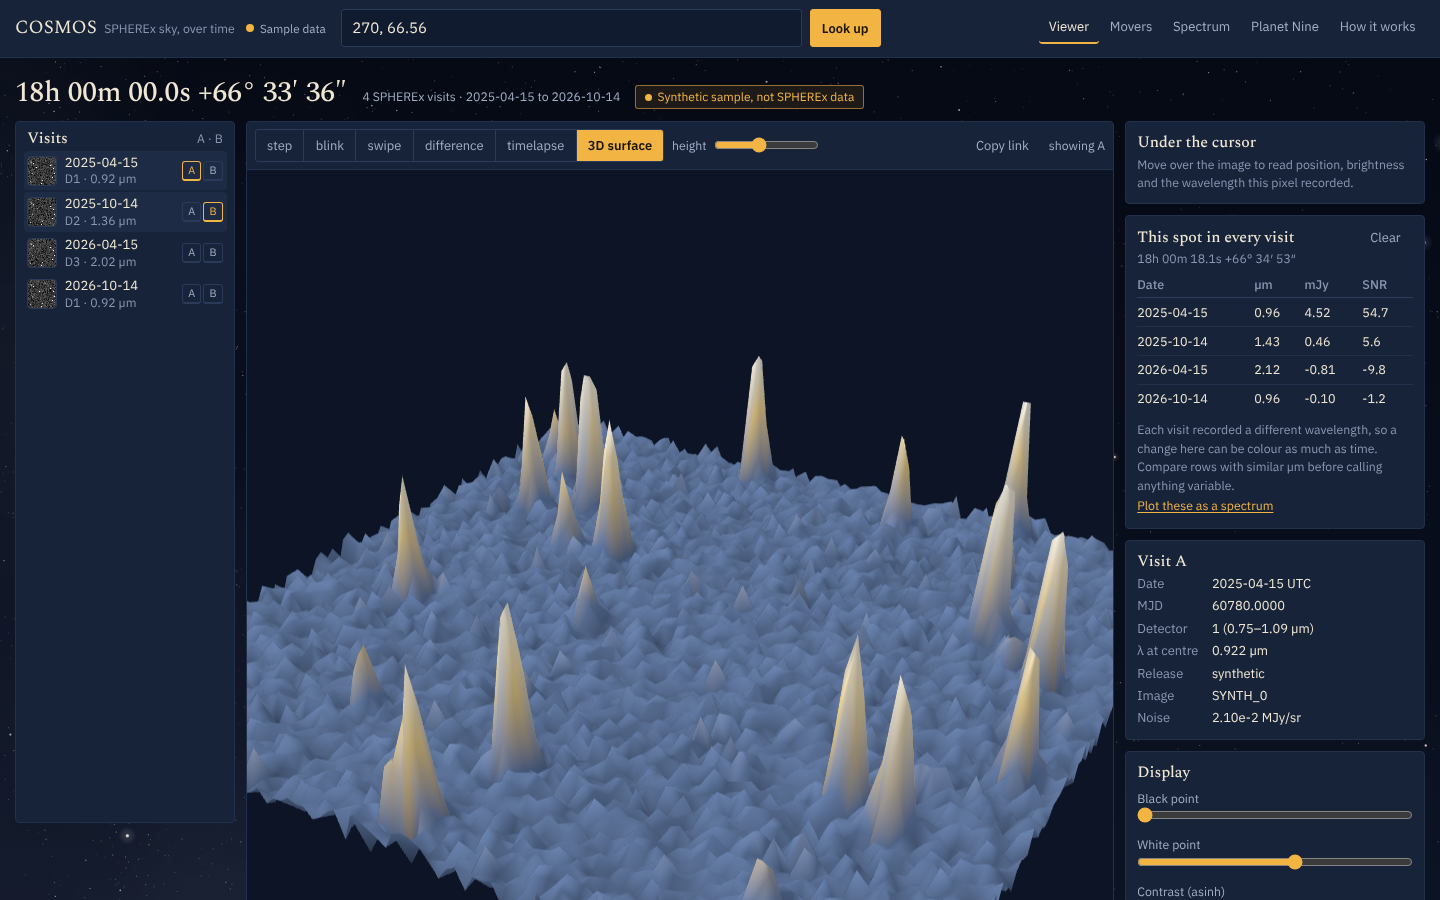 COSMOS SPHEREx sky, over time Sample data 270, 66.56 Look up Viewer Movers Spectrum Planet Nine How it works
18h 00m 00.0s +66° 33′ 36″ 4 SPHEREx visits · 2025-04-15 to 2026-10-14 Synthetic sample, not SPHEREx data
Visits A · B
2025-04-15
D1 · 0.92 µm A B
2025-10-14
D2 · 1.36 µm A B
2026-04-15
D3 · 2.02 µm A B
2026-10-14
D1 · 0.92 µm A B
step blink swipe difference timelapse 3D surface height Copy link showing A
Under the cursor
Move over the image to read position, brightness
and the wavelength this pixel recorded.
This spot in every visit Clear
18h 00m 18.1s +66° 34′ 53″
Date µm mJy SNR
2025-04-15 0.96 4.52 54.7
2025-10-14 1.43 0.46 5.6
2026-04-15 2.12 -0.81 -9.8
2026-10-14 0.96 -0.10 -1.2
Each visit recorded a different wavelength, so a
change here can be colour as much as time.
Compare rows with similar µm before calling
anything variable.
Plot these as a spectrum
Visit A
Date 2025-04-15 UTC
MJD 60780.0000
Detector 1 (0.75–1.09 µm)
λ at centre 0.922 µm
Release synthetic
Image SYNTH_0
Noise 2.10e-2 MJy/sr
Display
Black point
White point
Contrast (asinh)